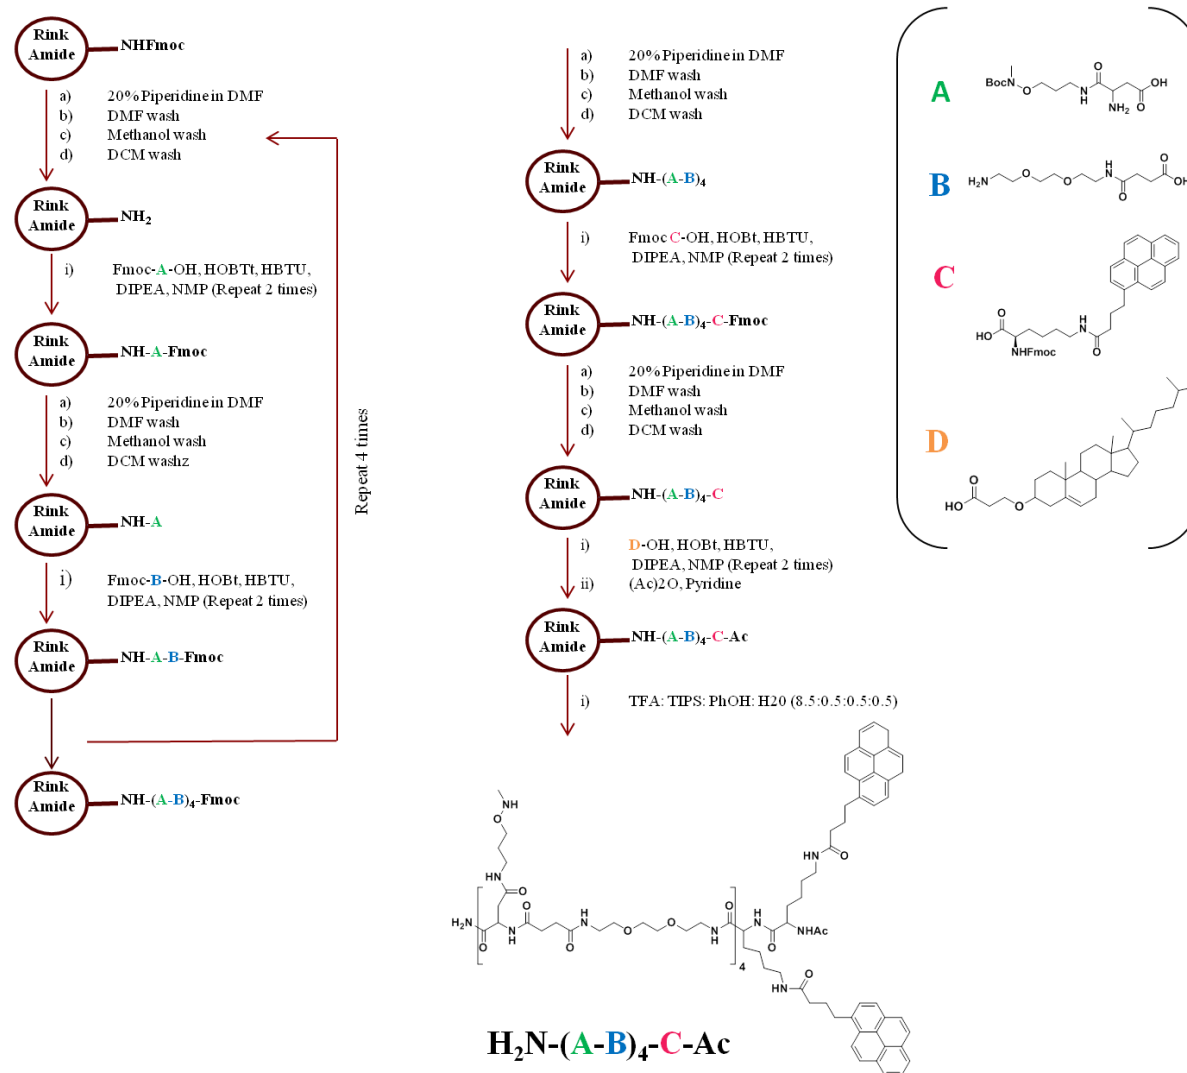 Rink
Amide
NHFmoc
a) 20% Piperidine in DMF
b) DMF wash
c) Methanol wash
d) DCM wash
Rink
Amide
NH2
i) Fmoc-A-OH, HOBTt, HBTU,
DIPEA, NMP (Repeat 2 times)
Rink
Amide
NH-A-Fmoc
a) 20% Piperidine in DMF
b) DMF wash
c) Methanol wash
d) DCM washz
Rink
Amide
NH-A
i) Fmoc-B-OH, HOBt, HBTU,
DIPEA, NMP (Repeat 2 times)
Rink
Amide
NH-A-B-Fmoc
Rink
Amide
NH-(A-B)4-Fmoc
Repeat 4 times
a) 20% Piperidine in DMF
b) DMF wash
c) Methanol wash
d) DCM wash
Rink
Amide
NH-(A-B)4
i) Fmoc C-OH, HOBt, HBTU,
DIPEA, NMP (Repeat 2 times)
Rink
Amide
NH-(A-B)4-C-Fmoc
a) 20% Piperidine in DMF
b) DMF wash
c) Methanol wash
d) DCM wash
Rink
Amide
NH-(A-B)4-C
i) D-OH, HOBt, HBTU,
DIPEA, NMP (Repeat 2 times)
ii) (Ac)2O, Pyridine
Rink
Amide
NH-(A-B)4-C-Ac
i) TFA: TIPS: PhOH: H20 (8.5:0.5:0.5:0.5)
A
BocN
O
N
H
O
NH2
OH
O
B
H2N
O
O
H
N
O
O
OH
C
O
HO
NHFmoc
N
H
O
D
O
HO
O
NH
O
HN
O
H2N
O
N
H
O
O
H
N
O
O
H
N
O
4
H
N
O
HN
O
NHAc
NH
O
H2N-(A-B)4-C-Ac